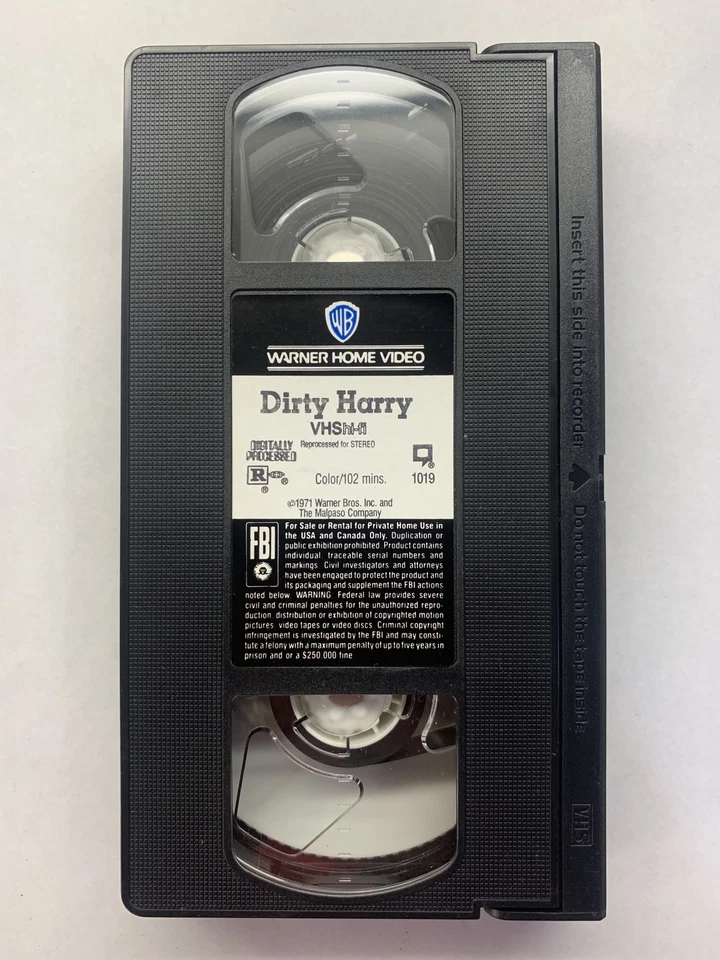 WB
WARNER HOME VIDEO
Dirty Harry
VHS hi-fi
DIGITALLY PROCESSED
Reprocessed for STEREO
R
®
®
Color/102 mins.
1019
©1971 Warner Bros. Inc. and
The Malpaso Company
FBI
For Sale or Rental for Private Home Use in
the USA and Canada Only. Duplication or
public exhibition prohibited. Product contains
individual, traceable serial numbers and
markings. Civil investigators and attorneys
have been engaged to protect the product and
its packaging and supplement the FBI actions
noted below. WARNING: Federal law provides severe
civil and criminal penalties for the unauthorized repro-
duction, distribution or exhibition of copyrighted motion
pictures, video tapes or video discs. Criminal copyright
infringement is investigated by the FBI and may consti-
tute a felony with a maximum penalty of up to five years in
prison and or a $250,000 fine
Insert this side into recorder
Do not touch the tape inside
VHS